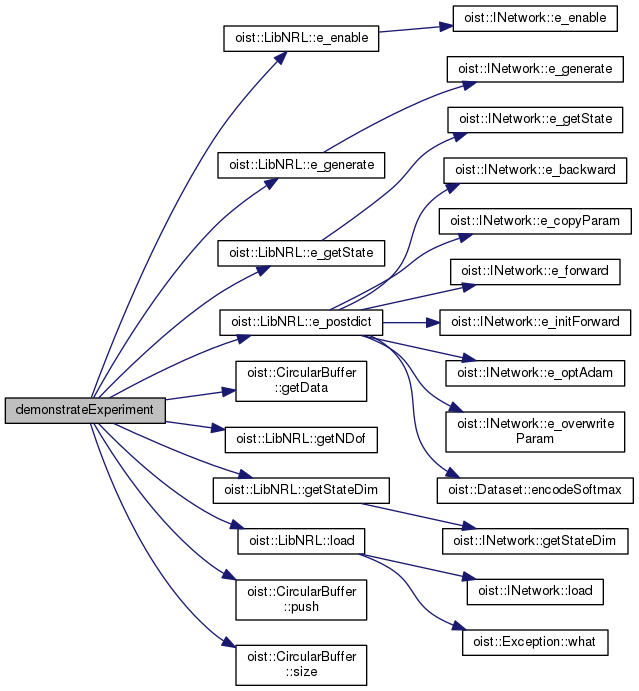 demonstrateExperiment
oist::LibNRL::e_enable
oist::LibNRL::e_generate
oist::LibNRL::e_getState
oist::LibNRL::e_postdict
oist::CircularBuffer
::getData
oist::LibNRL::getNDof
oist::LibNRL::getStateDim
oist::LibNRL::load
oist::CircularBuffer
::push
oist::CircularBuffer
::size
oist::INetwork::e_enable
oist::INetwork::e_generate
oist::INetwork::e_getState
oist::INetwork::e_backward
oist::INetwork::e_copyParam
oist::INetwork::e_forward
oist::INetwork::e_initForward
oist::INetwork::e_optAdam
oist::INetwork::e_overwrite
Param
oist::Dataset::encodeSoftmax
oist::INetwork::getStateDim
oist::INetwork::load
oist::Exception::what